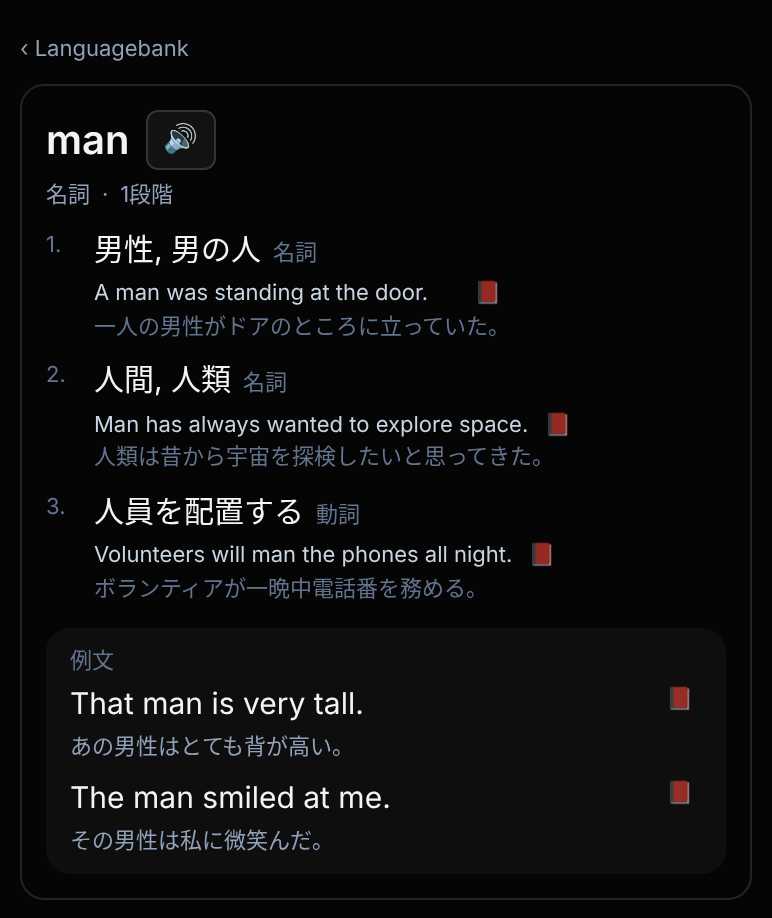 ‹ Languagebank
man
名詞 · 1段階
1. 男性, 男の人 名詞
A man was standing at the door.
一人の男性がドアのところに立っていた。
2. 人間, 人類 名詞
Man has always wanted to explore space.
人類は昔から宇宙を探検したいと思ってきた。
3. 人員を配置する 動詞
Volunteers will man the phones all night.
ボランティアが一晩中電話番を務める。
例文
That man is very tall.
あの男性はとても背が高い。
The man smiled at me.
その男性は私に微笑んだ。